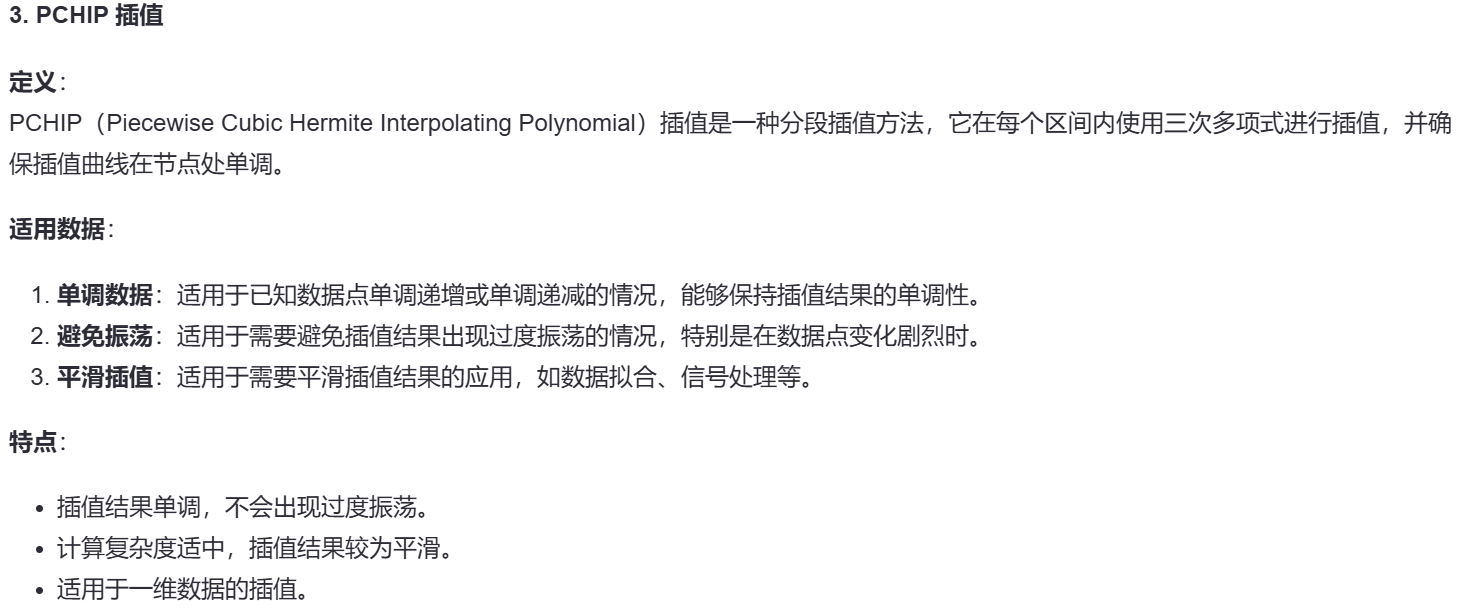 3. PCHIP 插值
定义：
PCHIP（Piecewise Cubic Hermite Interpolating Polynomial）插值是一种分段插值方法，它在每个区间内使用三次多项式进行插值，并确
保插值曲线在节点处单调。
适用数据：
1. 单调数据：适用于已知数据点单调递增或单调递减的情况，能够保持插值结果的单调性。
2. 避免振荡：适用于需要避免插值结果出现过度振荡的情况，特别是在数据点变化剧烈时。
3. 平滑插值：适用于需要平滑插值结果的应用，如数据拟合、信号处理等。
特点：
• 插值结果单调，不会出现过度振荡。
• 计算复杂度适中，插值结果较为平滑。
• 适用于一维数据的插值。